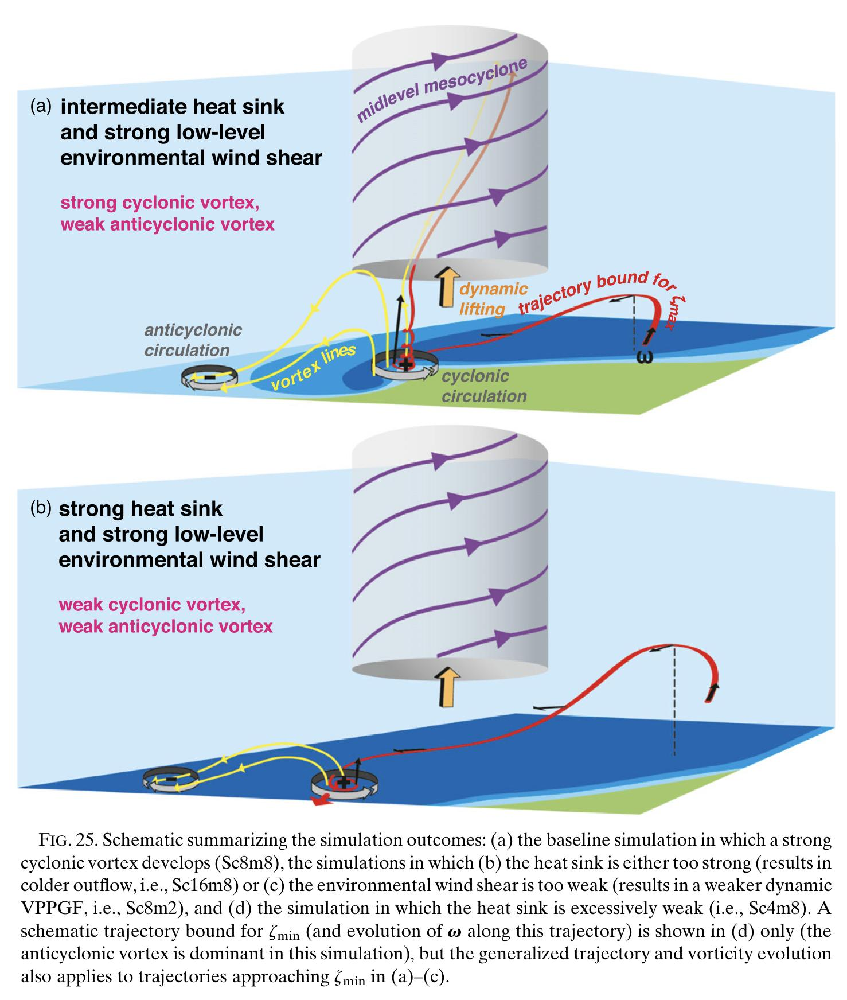 (a) intermediate heat sink
and strong low-level
environmental wind shear
strong cyclonic vortex,
weak anticyclonic vortex
midlevel mesocyclone
dynamic
lifting
trajectory bound for ζmax
anticyclonic
circulation
vortex lines
ω
cyclonic
circulation
(b) strong heat sink
and strong low-level
environmental wind shear
weak cyclonic vortex,
weak anticyclonic vortex
FIG. 25. Schematic summarizing the simulation outcomes: (a) the baseline simulation in which a strong
cyclonic vortex develops (Sc8m8), the simulations in which (b) the heat sink is either too strong (results in
colder outflow, i.e., Sc16m8) or (c) the environmental wind shear is too weak (results in a weaker dynamic
VPPGF, i.e., Sc8m2), and (d) the simulation in which the heat sink is excessively weak (i.e., Sc4m8). A
schematic trajectory bound for ζmin (and evolution of ω along this trajectory) is shown in (d) only (the
anticyclonic vortex is dominant in this simulation), but the generalized trajectory and vorticity evolution
also applies to trajectories approaching ζmin in (a)–(c).